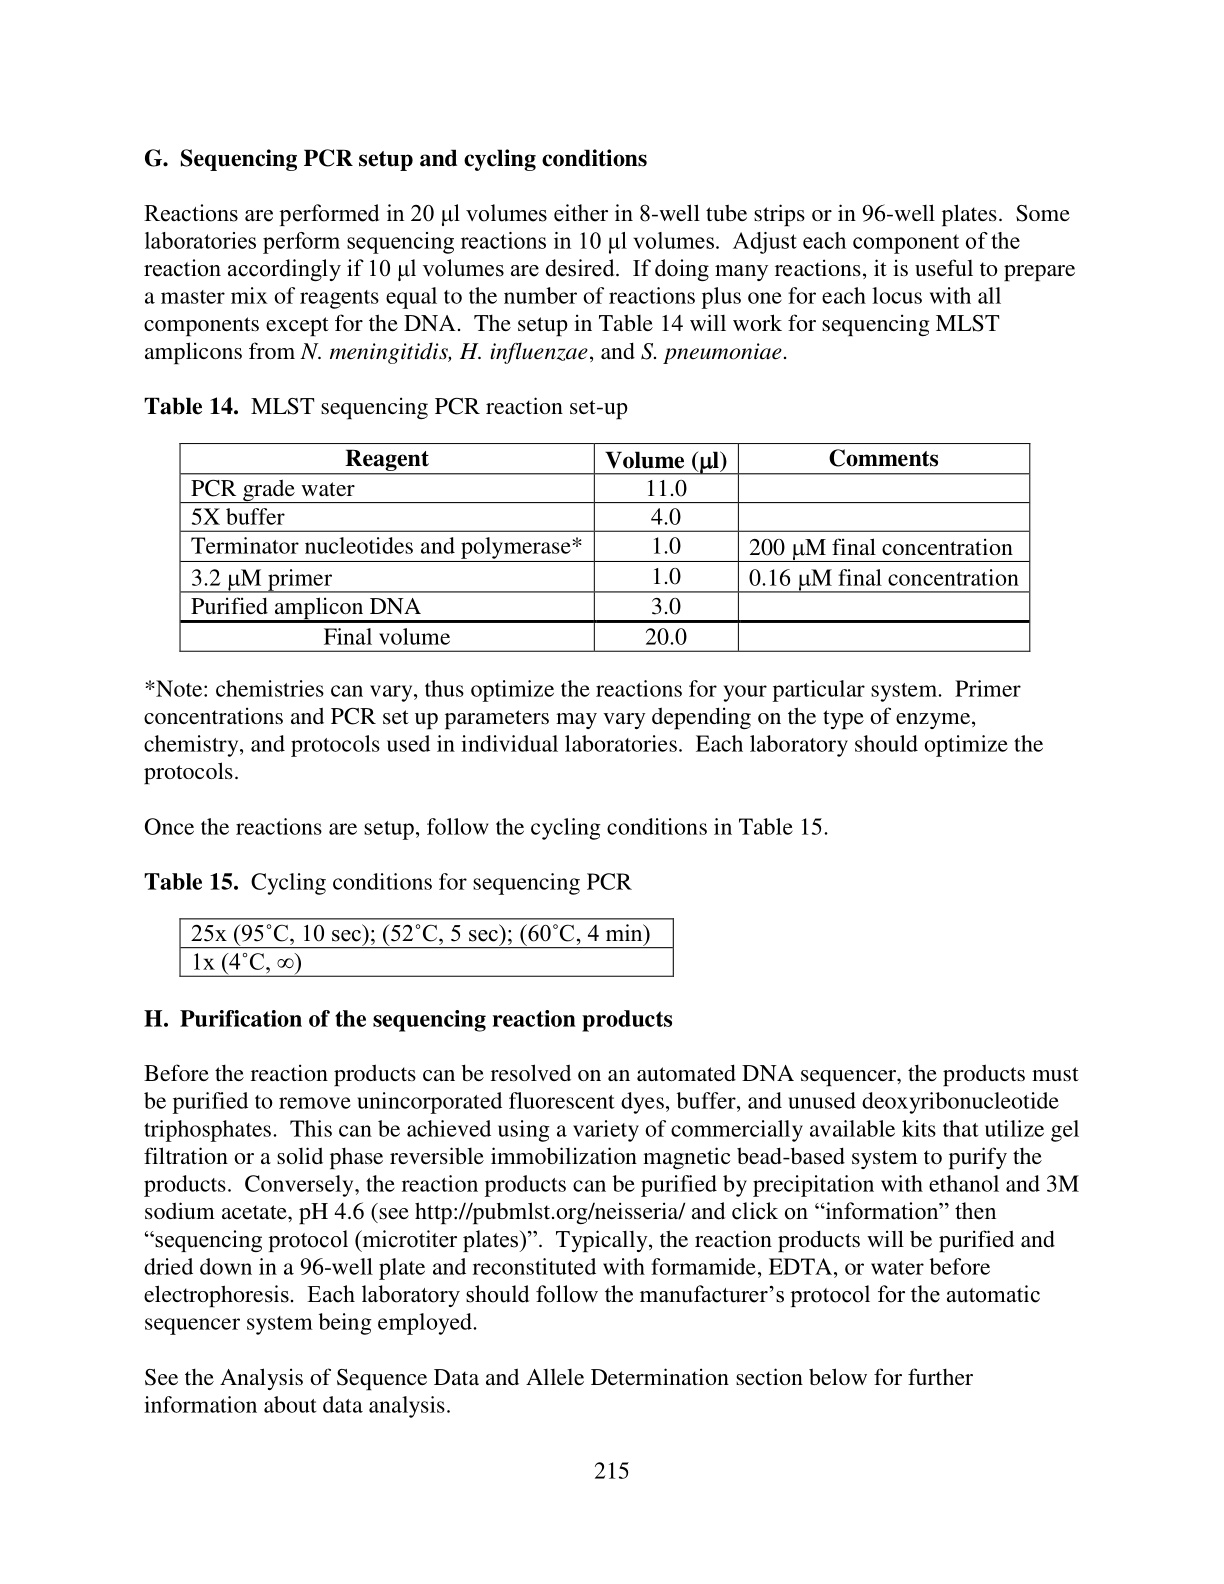 G. Sequencing PCR setup and cycling conditions
Reactions are performed in 20 µl volumes either in 8-well tube strips or in 96-well plates. Some
laboratories perform sequencing reactions in 10 µl volumes. Adjust each component of the
reaction accordingly if 10 µl volumes are desired. If doing many reactions, it is useful to prepare
a master mix of reagents equal to the number of reactions plus one for each locus with all
components except for the DNA. The setup in Table 14 will work for sequencing MLST
amplicons from N. meningitidis, H. influenzae, and S. pneumoniae.
Table 14. MLST sequencing PCR reaction set-up
Reagent Volume (µl) Comments
PCR grade water 11.0
5X buffer 4.0
Terminator nucleotides and polymerase* 1.0 200 µM final concentration
3.2 µM primer 1.0 0.16 µM final concentration
Purified amplicon DNA 3.0
Final volume 20.0
*Note: chemistries can vary, thus optimize the reactions for your particular system. Primer
concentrations and PCR set up parameters may vary depending on the type of enzyme,
chemistry, and protocols used in individual laboratories. Each laboratory should optimize the
protocols.
Once the reactions are setup, follow the cycling conditions in Table 15.
Table 15. Cycling conditions for sequencing PCR
25x (95˚C, 10 sec); (52˚C, 5 sec); (60˚C, 4 min)
1x (4˚C, ∞)
H. Purification of the sequencing reaction products
Before the reaction products can be resolved on an automated DNA sequencer, the products must
be purified to remove unincorporated fluorescent dyes, buffer, and unused deoxyribonucleotide
triphosphates. This can be achieved using a variety of commercially available kits that utilize gel
filtration or a solid phase reversible immobilization magnetic bead-based system to purify the
products. Conversely, the reaction products can be purified by precipitation with ethanol and 3M
sodium acetate, pH 4.6 (see http://pubmlst.org/neisseria/ and click on “information” then
“sequencing protocol (microtiter plates)”. Typically, the reaction products will be purified and
dried down in a 96-well plate and reconstituted with formamide, EDTA, or water before
electrophoresis. Each laboratory should follow the manufacturer’s protocol for the automatic
sequencer system being employed.
See the Analysis of Sequence Data and Allele Determination section below for further
information about data analysis.
215